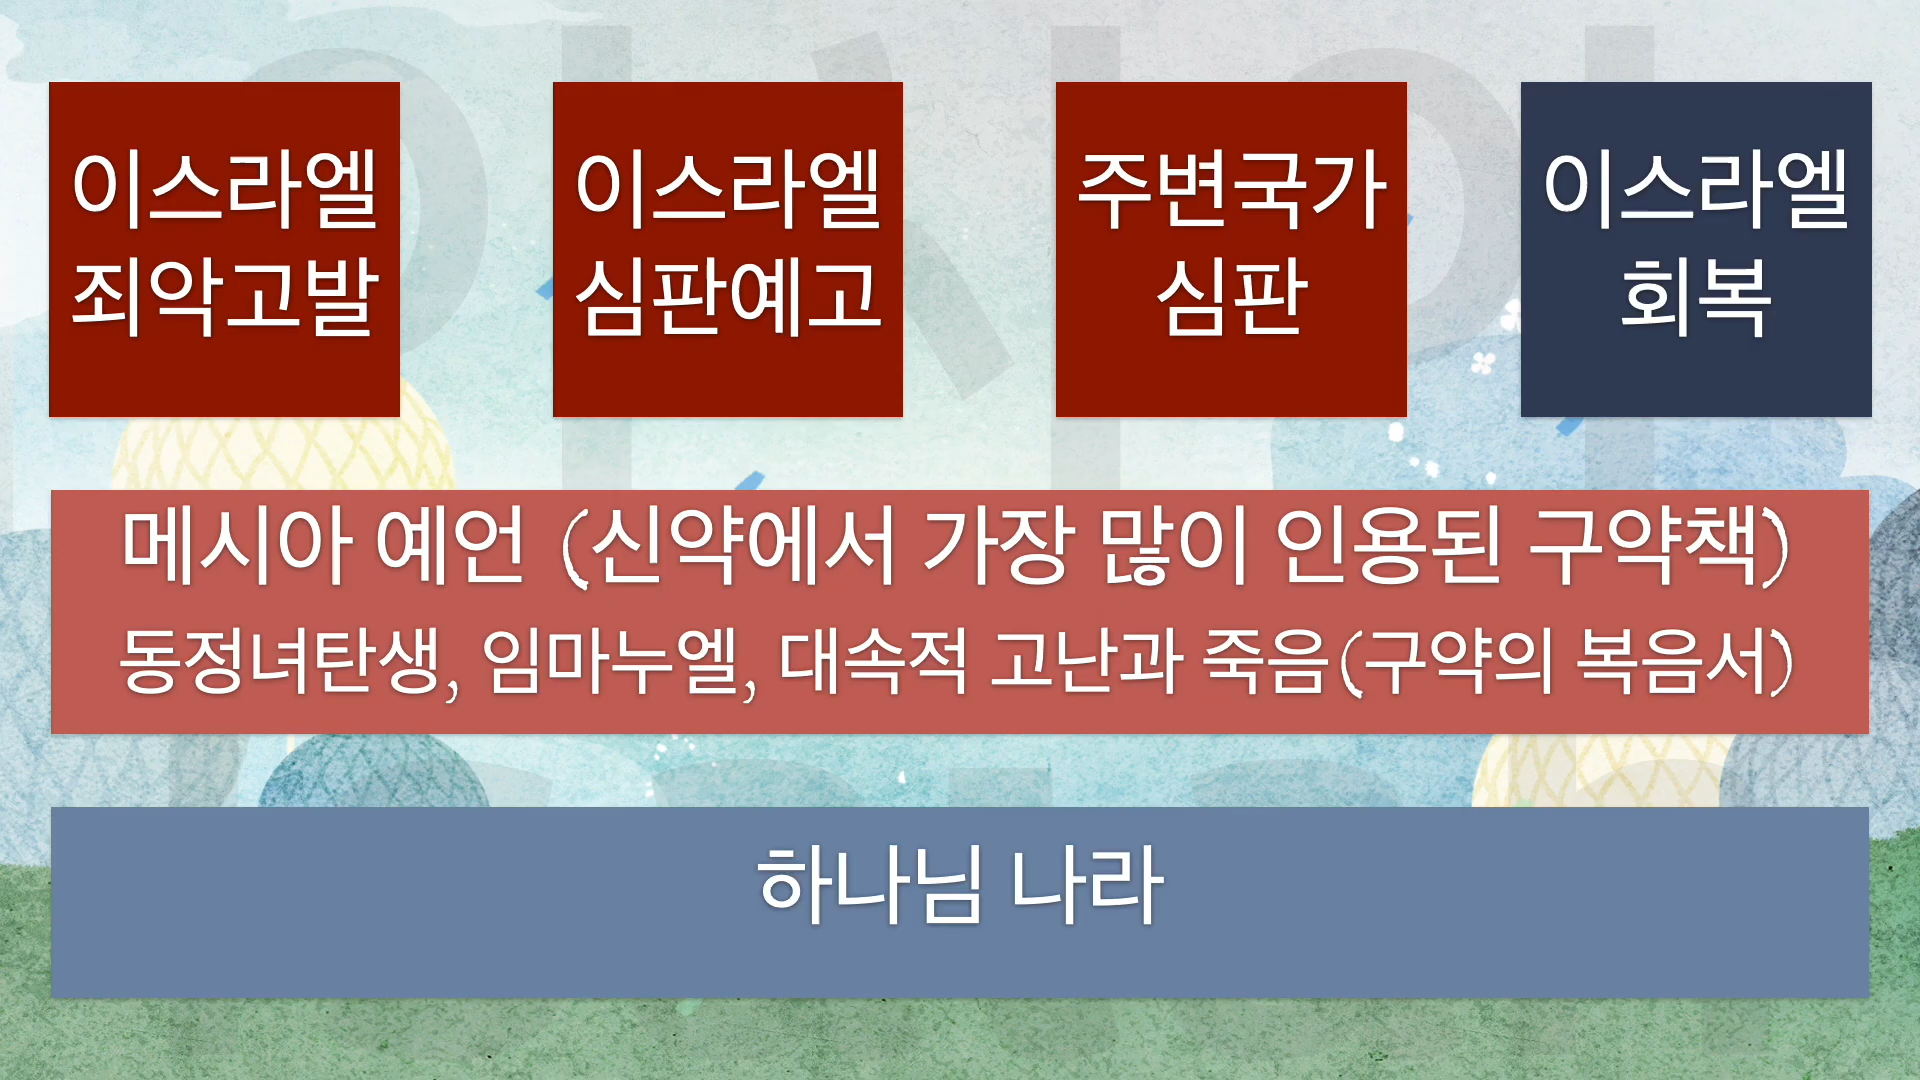 이스라엘
죄악고발
이스라엘
심판예고
주변국가
심판
이스라엘
회복
메시아 예언 (신약에서 가장 많이 인용된 구약책)
동정녀탄생, 임마누엘, 대속적 고난과 죽음(구약의 복음서)
하나님 나라